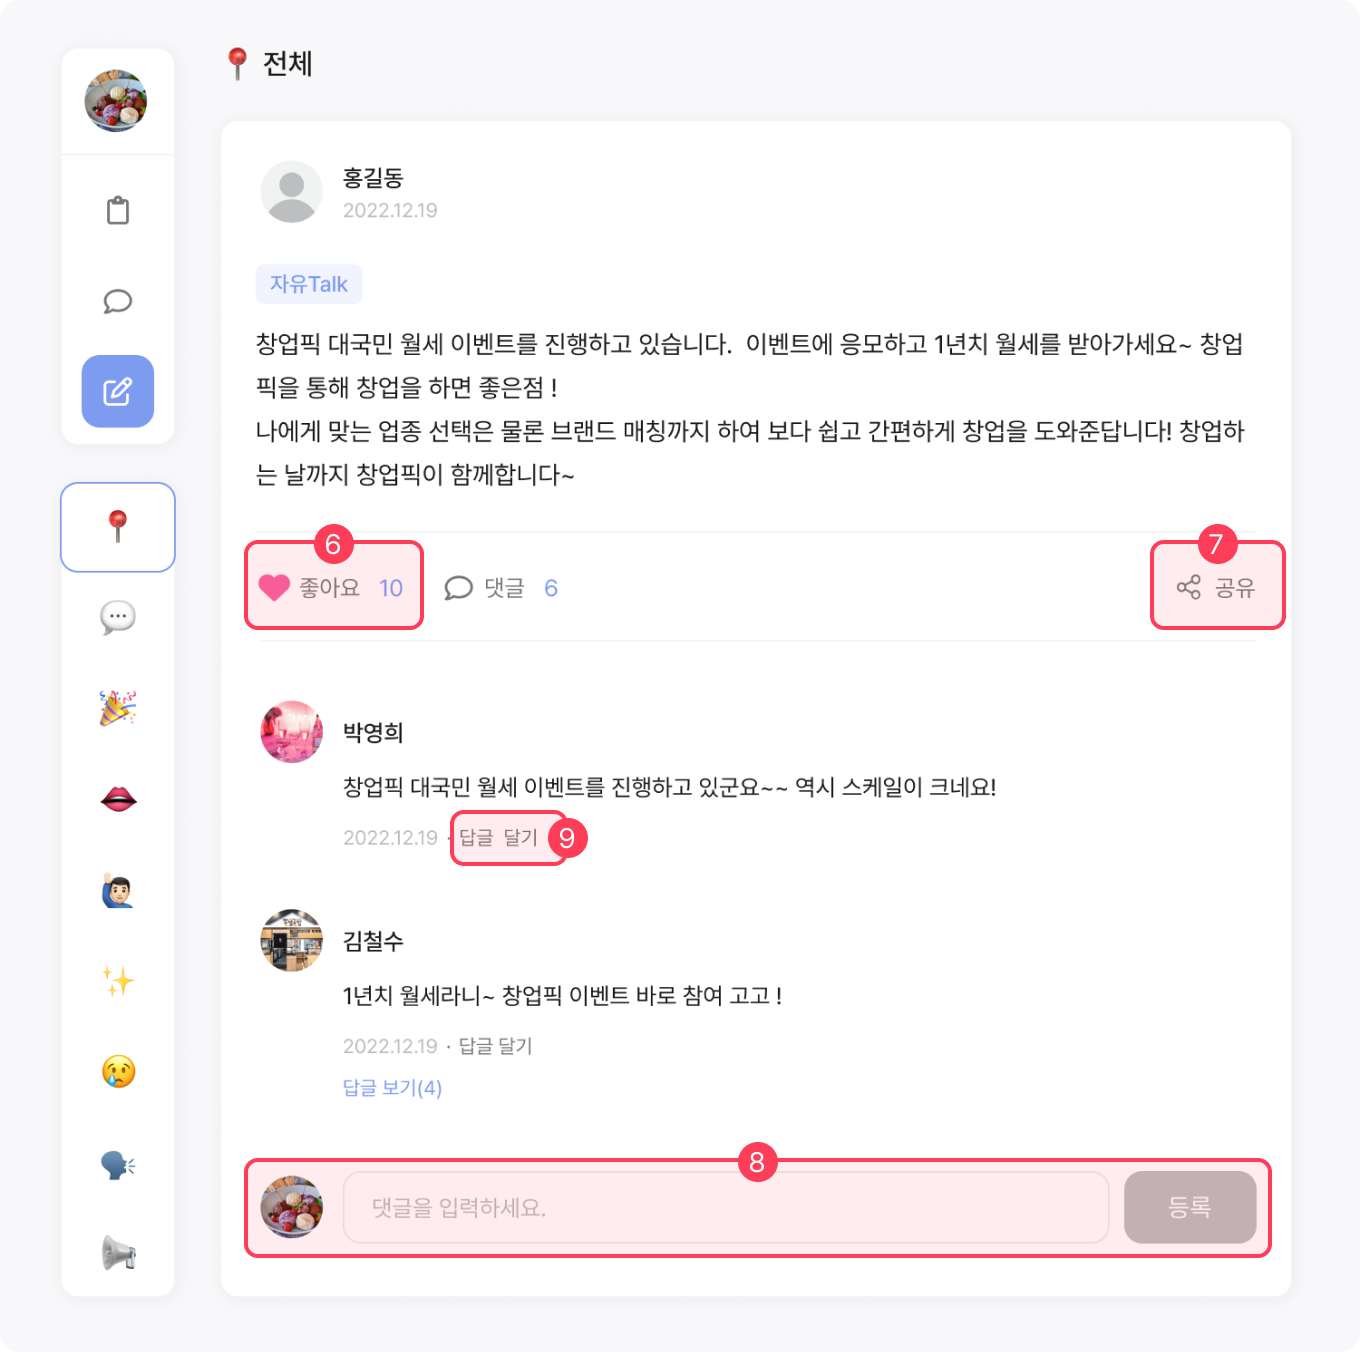 전체
홍길동
2022.12.19
자유Talk
창업픽 대국민 월세 이벤트를 진행하고 있습니다. 이벤트에 응모하고 1년치 월세를 받아가세요~ 창업
픽을 통해 창업을 하면 좋은점 !
나에게 맞는 업종 선택은 물론 브랜드 매칭까지 하여 보다 쉽고 간편하게 창업을 도와준답니다! 창업하
는 날까지 창업픽이 함께합니다~
6
7
좋아요 10 댓글 6 공유
박영희
창업픽 대국민 월세 이벤트를 진행하고 있군요~~ 역시 스케일이 크네요!
2022.12.19 · 답글 달기 9
김철수
1년치 월세라니~ 창업픽 이벤트 바로 참여 고고 !
2022.12.19 · 답글 달기
답글 보기(4)
8
댓글을 입력하세요. 등록